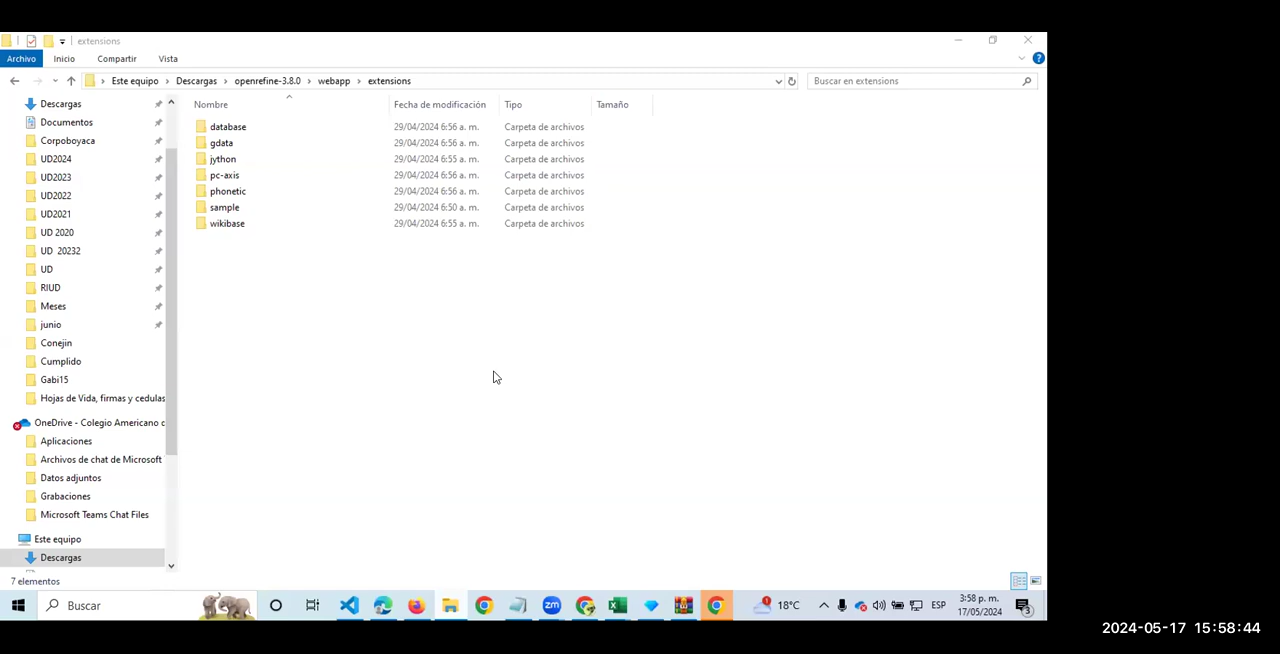 extensions
Archivo Inicio Compartir Vista
Este equipo > Descargas > openrefine-3.8.0 > webapp > extensions
Buscar en extensions
Descargas
Documentos
Corpoboyaca
UD2024
UD2023
UD2022
UD2021
UD 2020
UD 20232
UD
RIUD
Meses
junio
Conejin
Cumplido
Gabi15
Hojas de Vida, firmas y cedulas
OneDrive - Colegio Americano d
Aplicaciones
Archivos de chat de Microsoft
Datos adjuntos
Grabaciones
Microsoft Teams Chat Files
Este equipo
Descargas
Nombre Fecha de modificación Tipo Tamaño
database 29/04/2024 6:56 a. m. Carpeta de archivos
gdata 29/04/2024 6:56 a. m. Carpeta de archivos
jython 29/04/2024 6:55 a. m. Carpeta de archivos
pc-axis 29/04/2024 6:56 a. m. Carpeta de archivos
phonetic 29/04/2024 6:56 a. m. Carpeta de archivos
sample 29/04/2024 6:50 a. m. Carpeta de archivos
wikibase 29/04/2024 6:55 a. m. Carpeta de archivos
7 elementos
Buscar
zm
18°C
ESP
3:58 p. m.
17/05/2024
3
2024-05-17 15:58:44